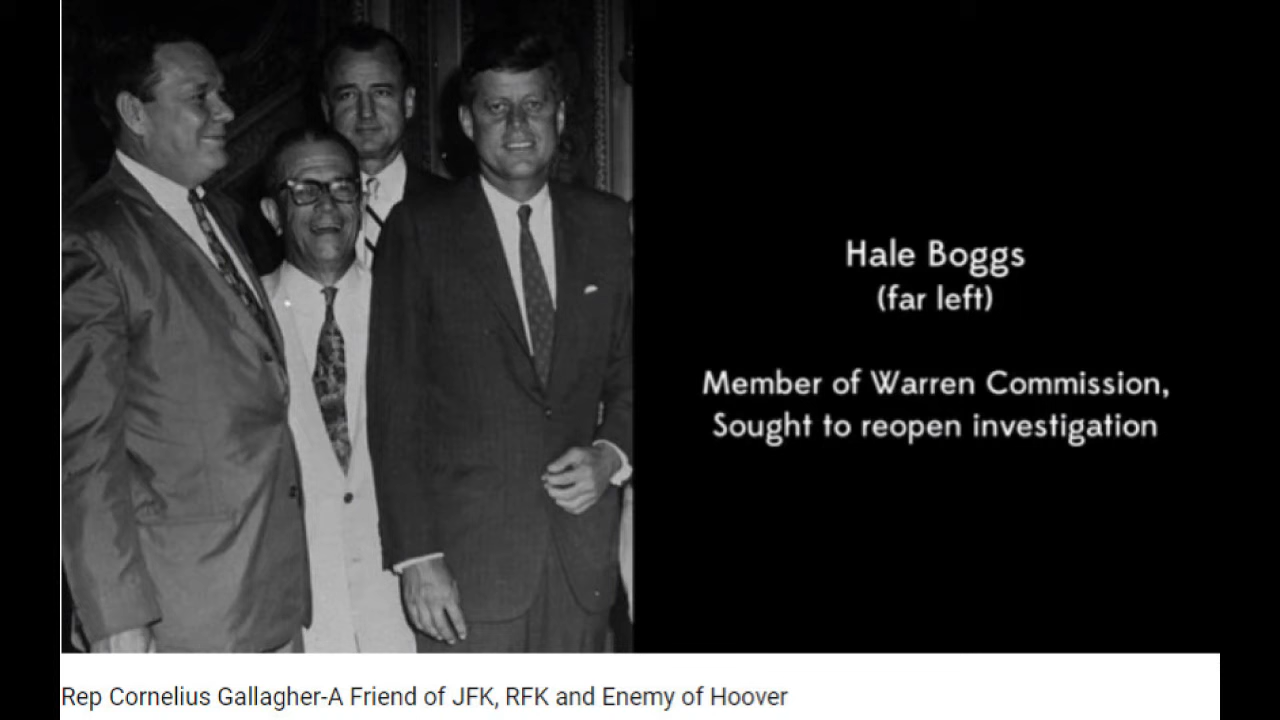 Hale Boggs
(far left)
Member of Warren Commission,
Sought to reopen investigation
Rep Cornelius Gallagher-A Friend of JFK, RFK and Enemy of Hoover